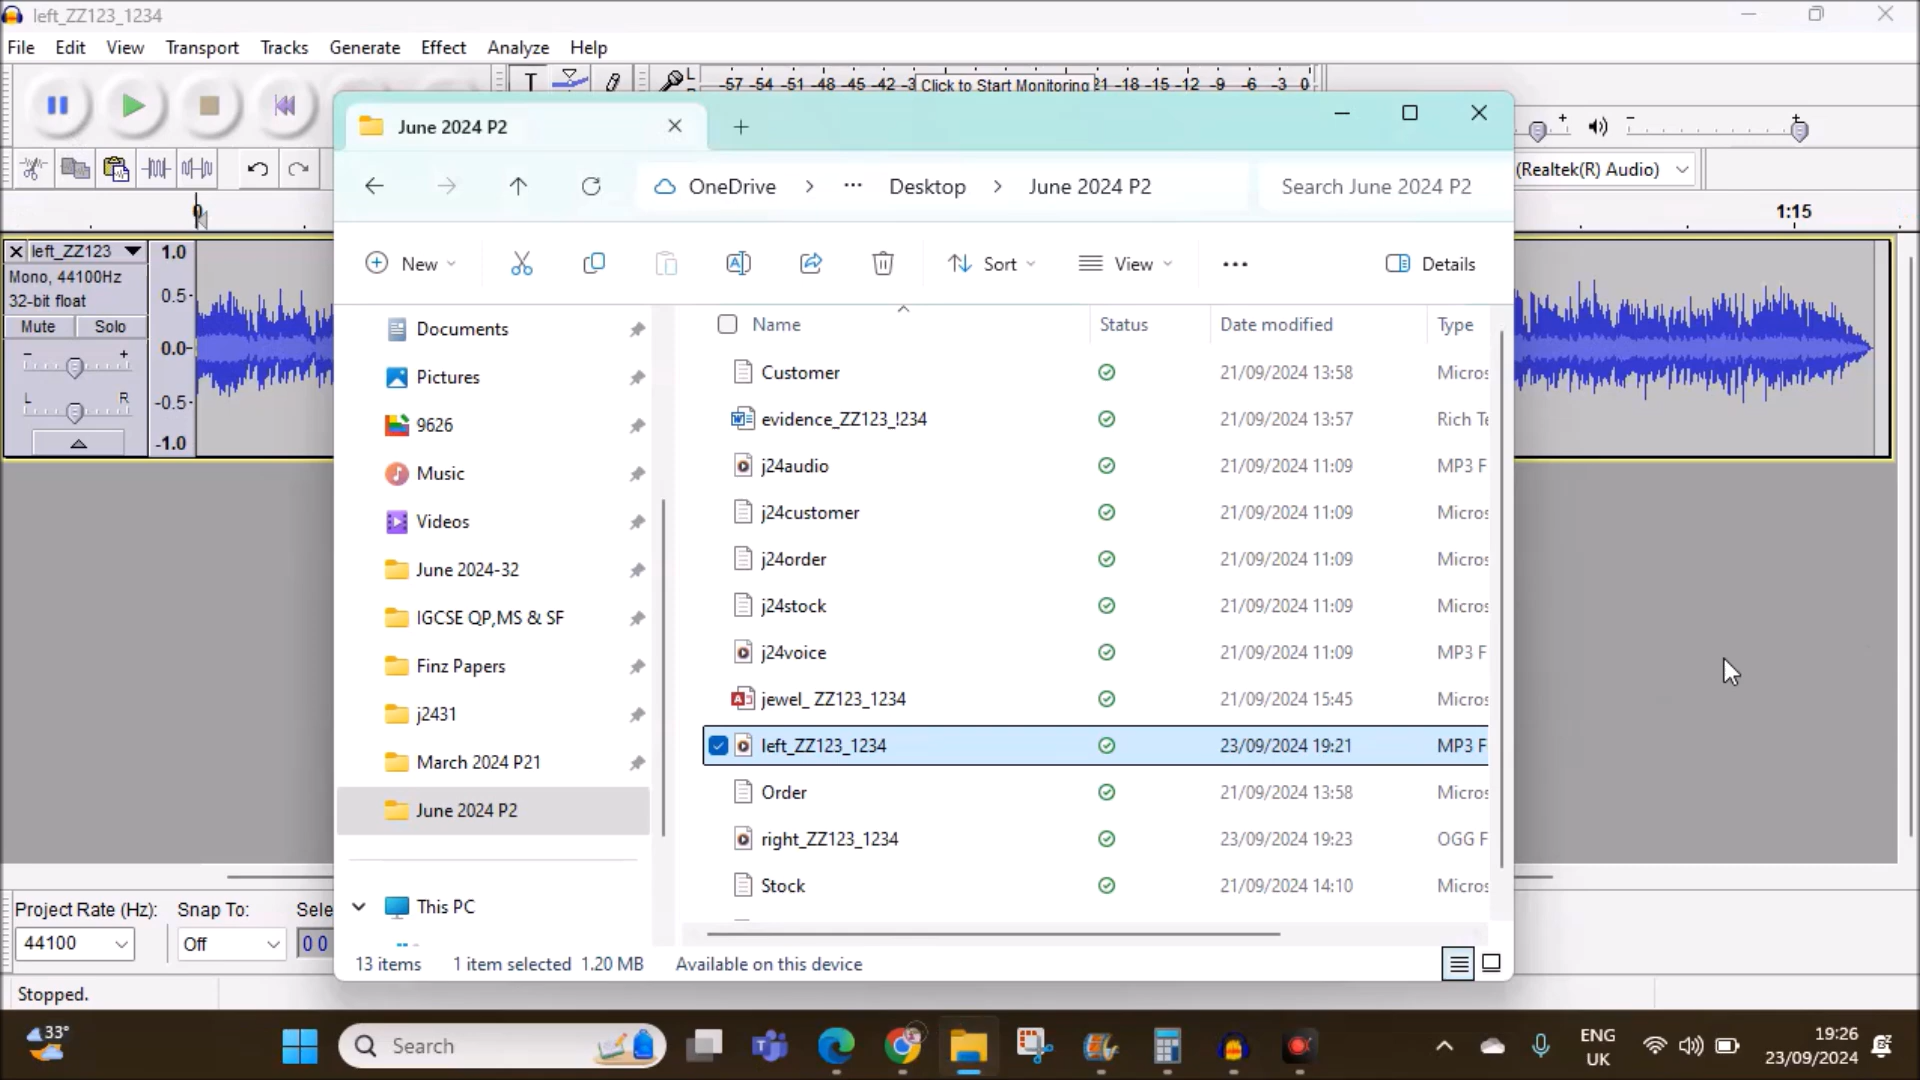 left_ZZ123_1234
File Edit View Transport Tracks Generate Effect Analyze Help
L
-57 -54 -51 -48 -45 -42 -3 Click to Start Monitoring 21 -18 -15 -12 -9 -6 -3 0
June 2024 P2
OneDrive > ··· Desktop > June 2024 P2
Search June 2024 P2
(Realtek(R) Audio)
0
1:15
New
Sort
View
···
Details
left_ZZ123
Mono, 44100Hz
32-bit float
Mute Solo
- +
L R
1.0
0.5
0.0
-0.5
-1.0
Documents
Pictures
9626
Music
Videos
June 2024-32
IGCSE QP,MS & SF
Finz Papers
j2431
March 2024 P21
June 2024 P2
This PC
Name Status Date modified Type
Customer 21/09/2024 13:58 Micros
evidence_ZZ123_!234 21/09/2024 13:57 Rich Te
j24audio 21/09/2024 11:09 MP3 F
j24customer 21/09/2024 11:09 Micros
j24order 21/09/2024 11:09 Micros
j24stock 21/09/2024 11:09 Micros
j24voice 21/09/2024 11:09 MP3 F
jewel_ ZZ123_1234 21/09/2024 15:45 Micros
left_ZZ123_1234 23/09/2024 19:21 MP3 F
Order 21/09/2024 13:58 Micros
right_ZZ123_1234 23/09/2024 19:23 OGG F
Stock 21/09/2024 14:10 Micros
13 items 1 item selected 1.20 MB Available on this device
Project Rate (Hz): Snap To: Sele
44100 Off 0 0
Stopped.
33°
Search
ENG
UK
19:26
23/09/2024